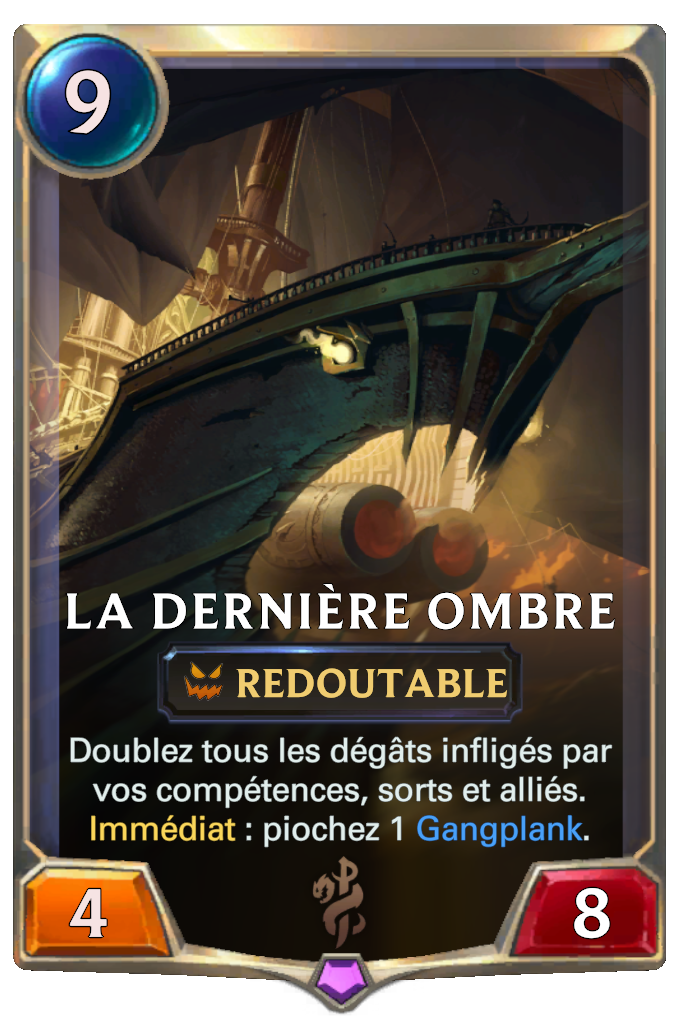 9
LA DERNIÈRE OMBRE
REDOUTABLE
Doublez tous les dégâts infligés par
vos compétences, sorts et alliés.
Immédiat : piochez 1 Gangplank.
4
8